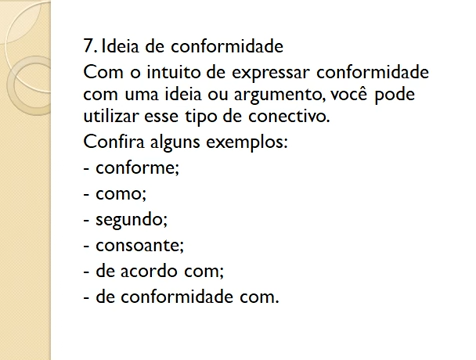 7. Ideia de conformidade
Com o intuito de expressar conformidade
com uma ideia ou argumento, você pode
utilizar esse tipo de conectivo.
Confira alguns exemplos:
- conforme;
- como;
- segundo;
- consoante;
- de acordo com;
- de conformidade com.